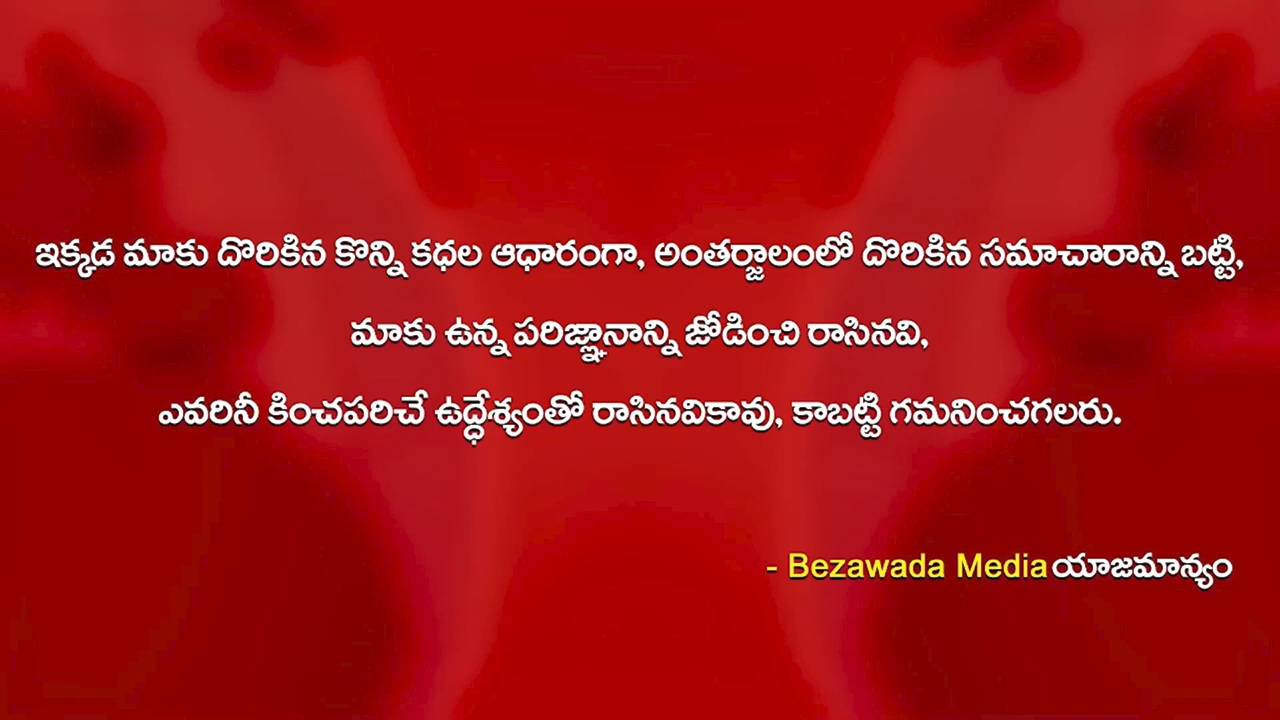 ఇక్కడ మాకు దొరికిన కొన్ని కధల ఆధారంగా, అంతర్జాలంలో దొరికిన సమాచారాన్ని బట్టి,
మాకు ఉన్న పరిజ్ఞానాన్ని జోడించి రాసినవి,
ఎవరినీ కించపరిచే ఉద్ధేశ్యంతో రాసినవికావు, కాబట్టి గమనించగలరు.
- Bezawada Media యాజమాన్యం